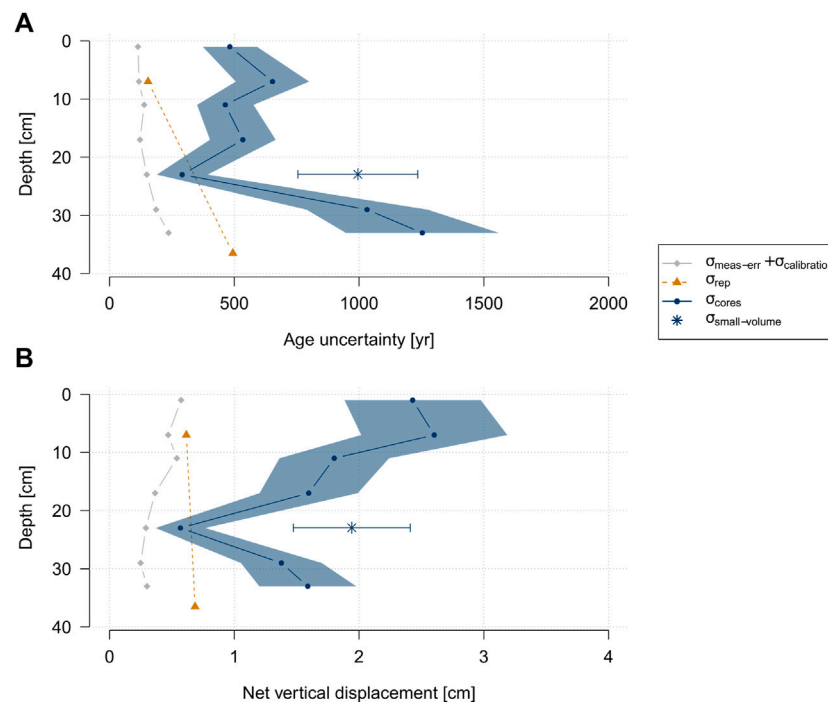 A
0
10
20
30
40
Depth [cm]
0 500 1000 1500 2000
Age uncertainty [yr]
σmeas−err +σcalibratio
σrep
σcores
σsmall−volume
B
0
10
20
30
40
Depth [cm]
0 1 2 3 4
Net vertical displacement [cm]